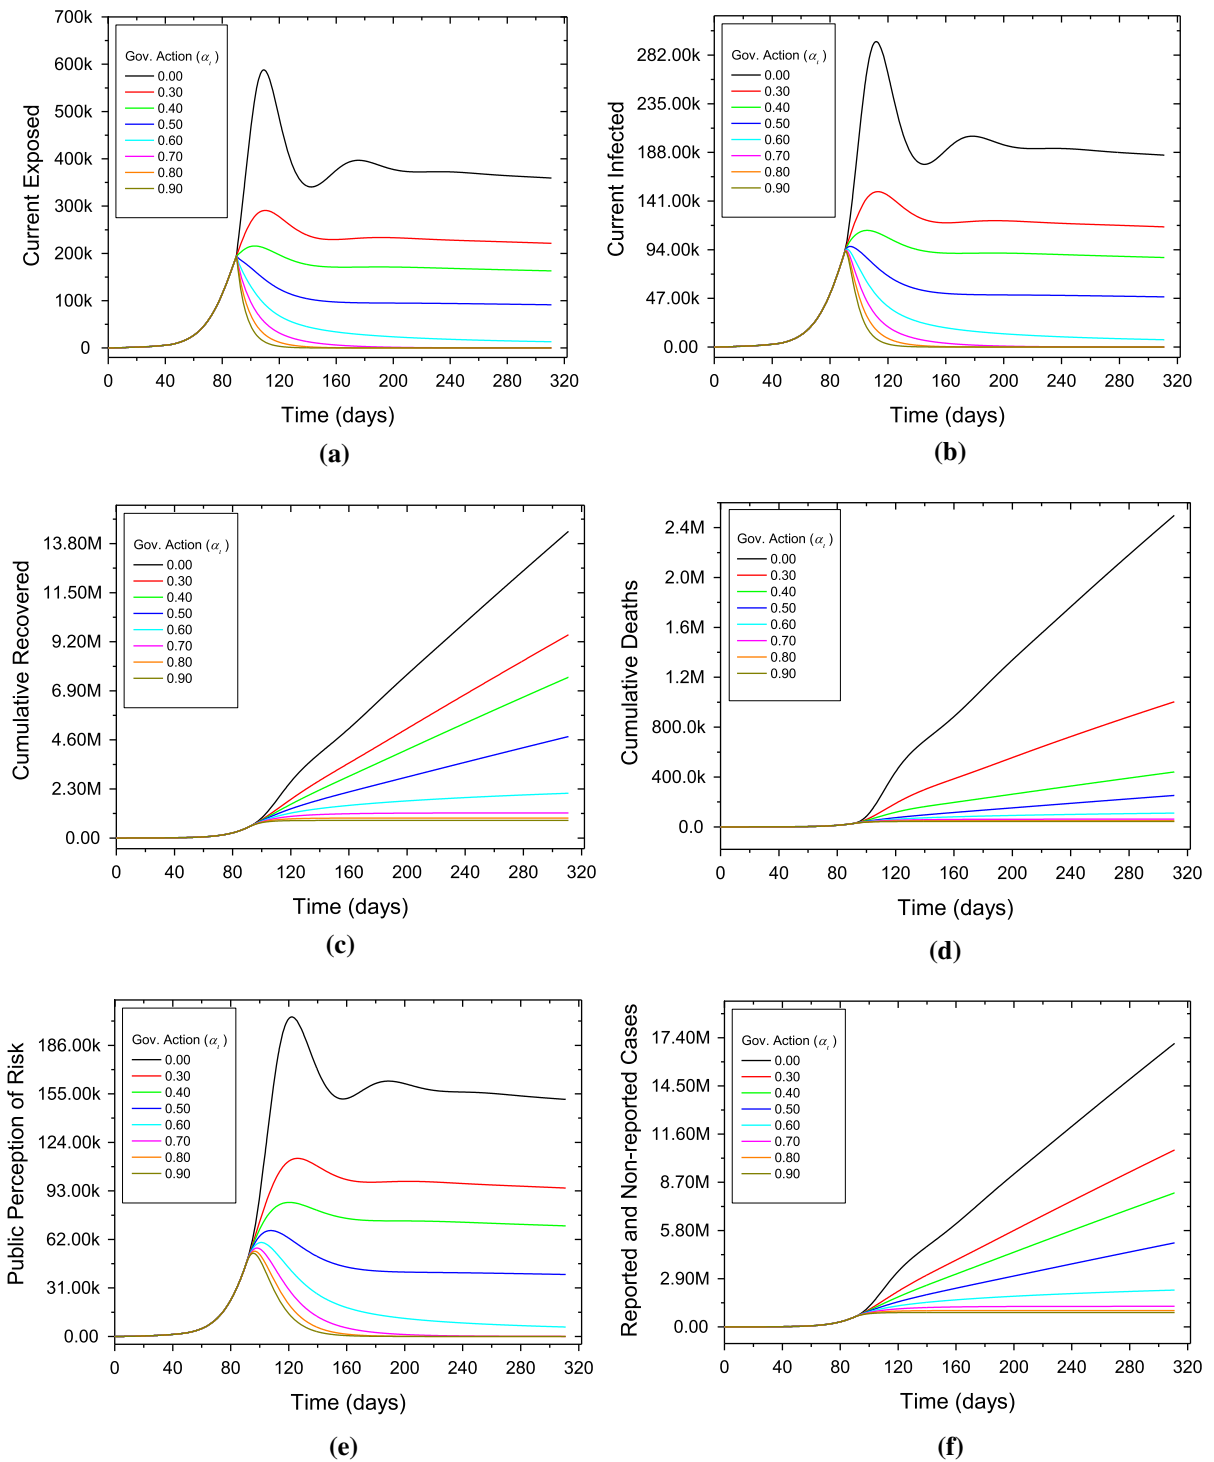 700k
600k
500k
400k
300k
200k
100k
0
Current Exposed
Gov. Action (αᵢ)
0.00
0.30
0.40
0.50
0.60
0.70
0.80
0.90
0 40 80 120 160 200 240 280 320
Time (days)
(a)
282.00k
235.00k
188.00k
141.00k
94.00k
47.00k
0.00
Current Infected
Gov. Action (αᵢ)
0.00
0.30
0.40
0.50
0.60
0.70
0.80
0.90
0 40 80 120 160 200 240 280 320
Time (days)
(b)
13.80M
11.50M
9.20M
6.90M
4.60M
2.30M
0.00
Cumulative Recovered
Gov. Action (αᵢ)
0.00
0.30
0.40
0.50
0.60
0.70
0.80
0.90
0 40 80 120 160 200 240 280 320
Time (days)
(c)
2.4M
2.0M
1.6M
1.2M
800.0k
400.0k
0.0
Cumulative Deaths
Gov. Action (αᵢ)
0.00
0.30
0.40
0.50
0.60
0.70
0.80
0.90
0 40 80 120 160 200 240 280 320
Time (days)
(d)
186.00k
155.00k
124.00k
93.00k
62.00k
31.00k
0.00
Public Perception of Risk
Gov. Action (αᵢ)
0.00
0.30
0.40
0.50
0.60
0.70
0.80
0.90
0 40 80 120 160 200 240 280 320
Time (days)
(e)
17.40M
14.50M
11.60M
8.70M
5.80M
2.90M
0.00
Reported and Non-reported Cases
Gov. Action (αᵢ)
0.00
0.30
0.40
0.50
0.60
0.70
0.80
0.90
0 40 80 120 160 200 240 280 320
Time (days)
(f)